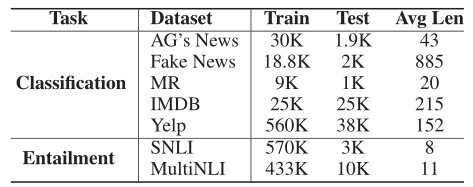 Task Dataset Train Test Avg Len
AG's News 30K 1.9K 43
Fake News 18.8K 2K 885
Classification MR 9K 1K 20
IMDB 25K 25K 215
Yelp 560K 38K 152
Entailment SNLI 570K 3K 8
MultiNLI 433K 10K 11